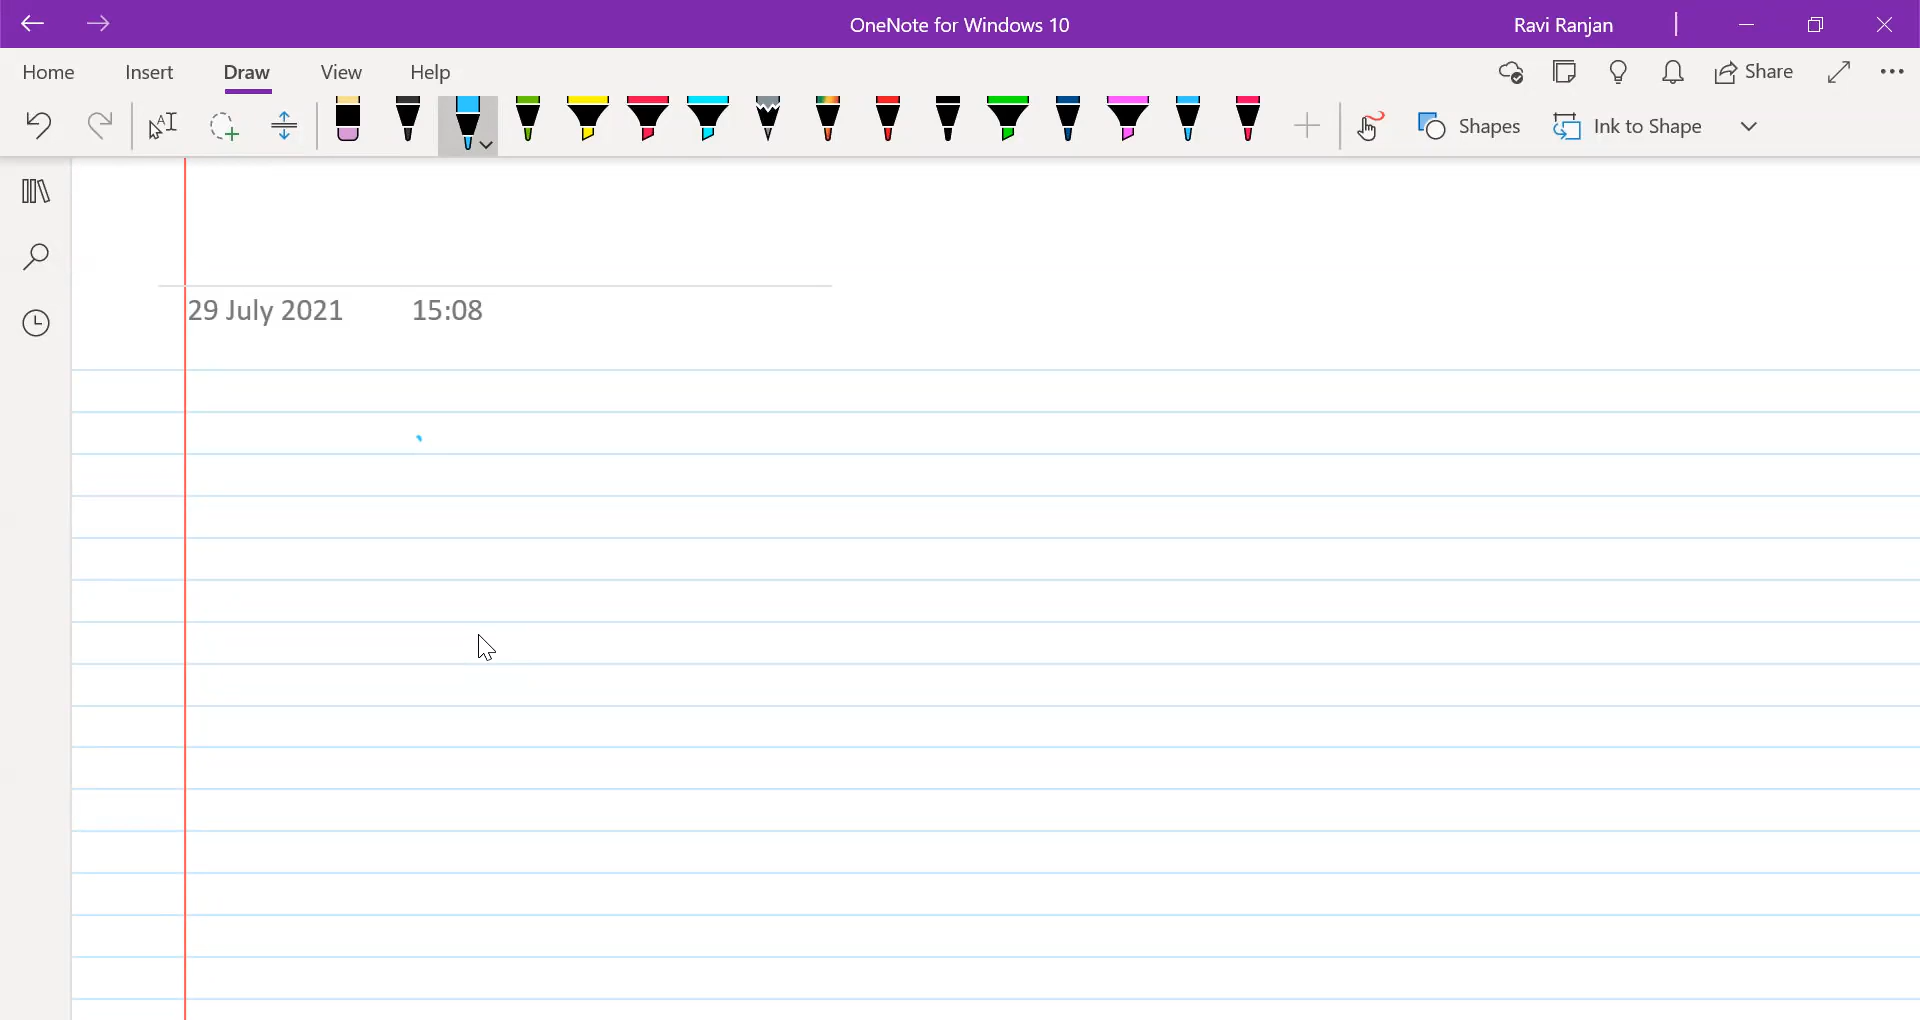 OneNote for Windows 10 Ravi Ranjan
Home Insert Draw View Help Share
Shapes Ink to Shape
29 July 2021 15:08